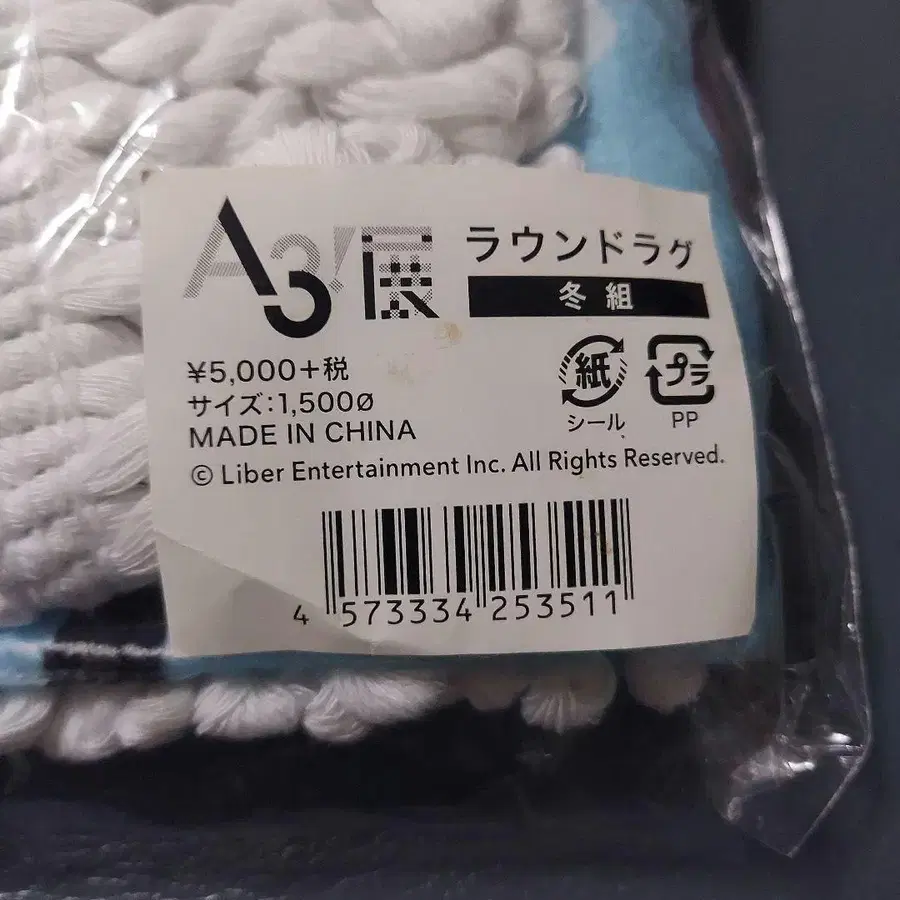 A3!展
ラウンドラグ
冬組
¥5,000+税
サイズ:1,500ø
MADE IN CHINA
紙
シール
プラ
PP
© Liber Entertainment Inc. All Rights Reserved.
4 573334 253511